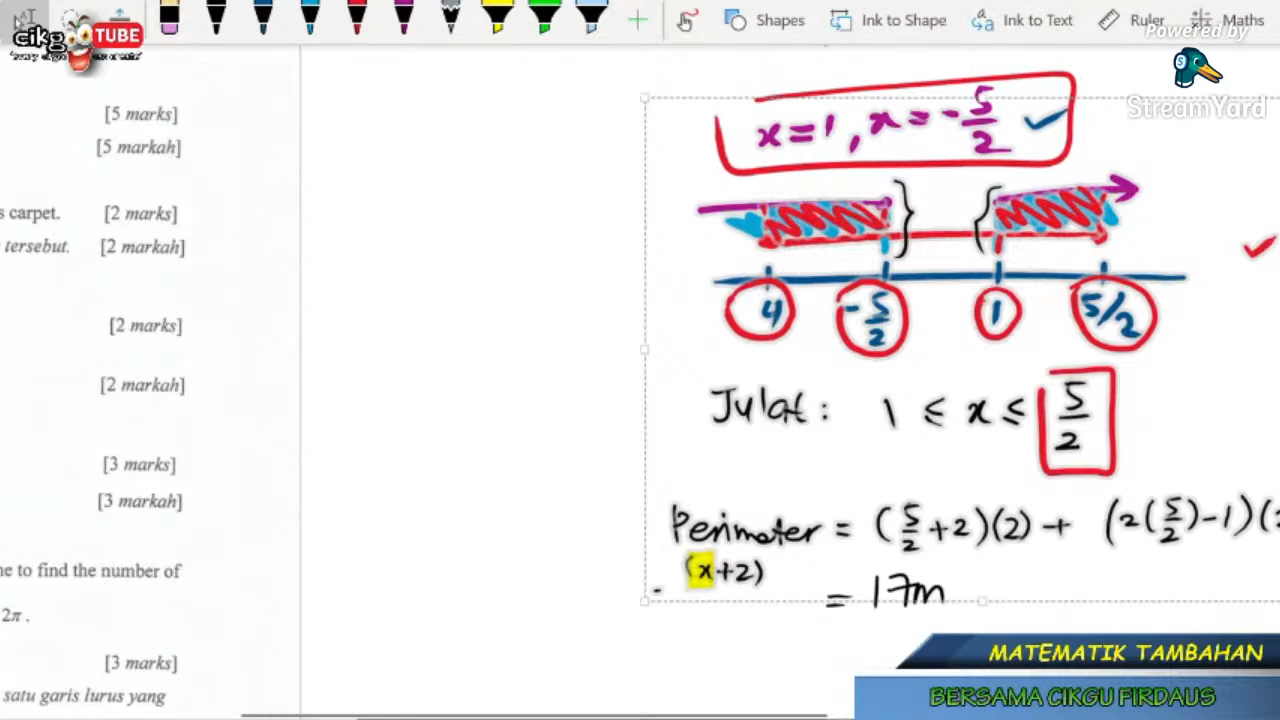 Shapes Ink to Shape Ink to Text Ruler Maths
Powered by
StreamYard
cikg TUBE
[5 marks]
[5 markah]
s carpet. [2 marks]
tersebut. [2 markah]
[2 marks]
[2 markah]
[3 marks]
[3 markah]
ne to find the number of
2π .
[3 marks]
satu garis lurus yang
x=1, x=-5/2
4 -5/2 1 5/2
Julat: 1 ≤ x ≤ 5/2
Perimeter = (5/2+2)(2) + (2(5/2)-1)(2
(x+2)
= 17m
MATEMATIK TAMBAHAN
BERSAMA CIKGU FIRDAUS